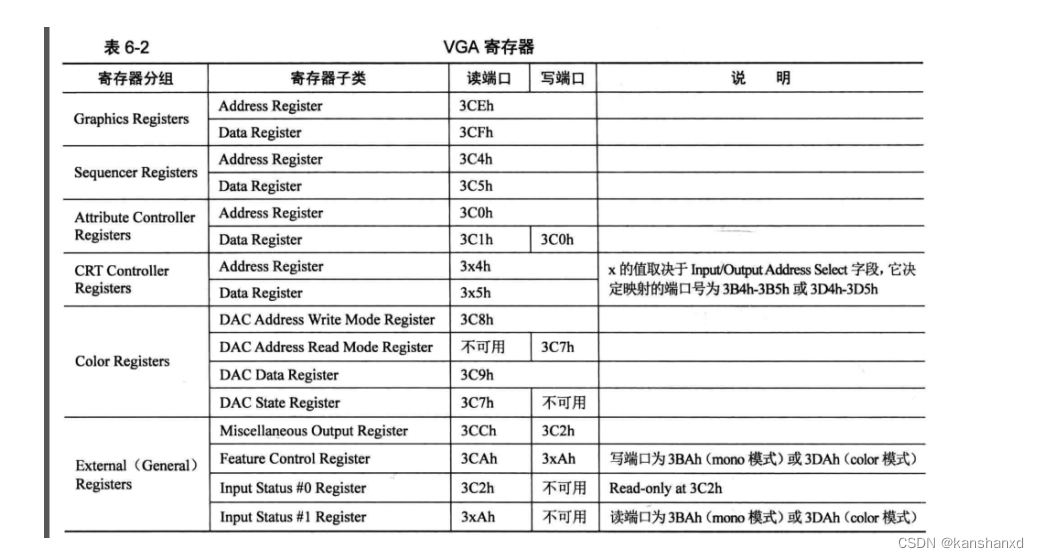 表 6-2 VGA 寄存器
寄存器分组 寄存器子类 读端口 写端口 说 明
Graphics Registers Address Register 3CEh
Data Register 3CFh
Sequencer Registers Address Register 3C4h
Data Register 3C5h
Attribute Controller Registers Address Register 3C0h
Data Register 3C1h 3C0h
CRT Controller Registers Address Register 3x4h x 的值取决于 Input/Output Address Select 字段，它决
Data Register 3x5h 定映射的端口号为 3B4h-3B5h 或 3D4h-3D5h
Color Registers DAC Address Write Mode Register 3C8h
DAC Address Read Mode Register 不可用 3C7h
DAC Data Register 3C9h
DAC State Register 3C7h 不可用
External（General） Registers Miscellaneous Output Register 3CCh 3C2h
Feature Control Register 3CAh 3xAh 写端口为 3BAh（mono 模式）或 3DAh（color 模式）
Input Status #0 Register 3C2h 不可用 Read-only at 3C2h
Input Status #1 Register 3xAh 不可用 读端口为 3BAh（mono 模式）或 3DAh（color 模式）
CSDN @kanshanxd